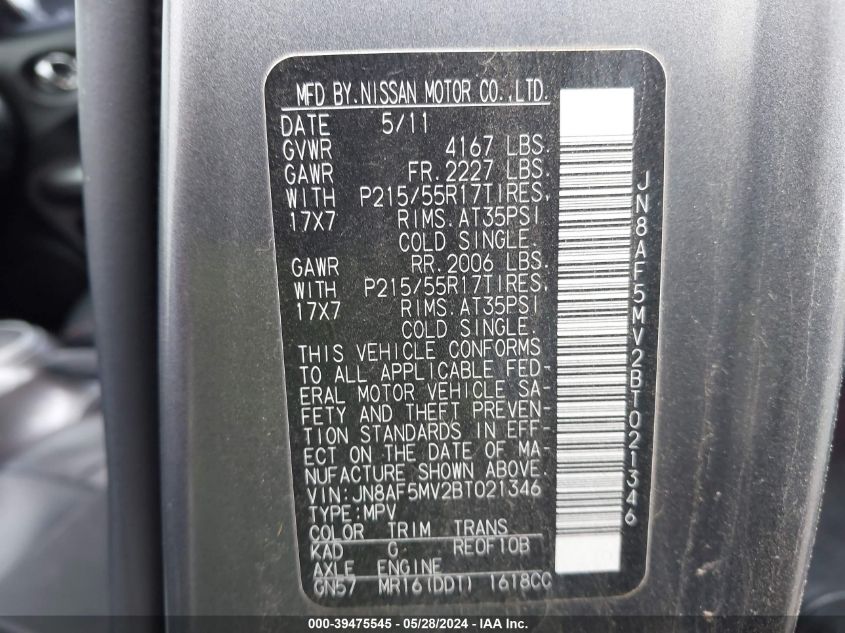 MFD BY.NISSAN MOTOR CO.,LTD.
DATE 5/11
GVWR 4167 LBS.
GAWR FR.2227 LBS.
WITH P215/55R17TIRES,
17X7 RIMS.AT35PSI
COLD SINGLE.
GAWR RR.2006 LBS.
WITH P215/55R17TIRES,
17X7 RIMS.AT35PSI
COLD SINGLE.
THIS VEHICLE CONFORMS
TO ALL APPLICABLE FED-
ERAL MOTOR VEHICLE SA-
FETY AND THEFT PREVEN-
TION STANDARDS IN EFF-
ECT ON THE DATE OF MA-
NUFACTURE SHOWN ABOVE.
VIN:JN8AF5MV2BT021346
TYPE:MPV
COLOR TRIM TRANS
KAD G RE0F10B
AXLE ENGINE
GN57 MR16(DDT) 1618CC
JN8AF5MV2BT021346
000-39475545 - 05/28/2024 - IAA Inc.